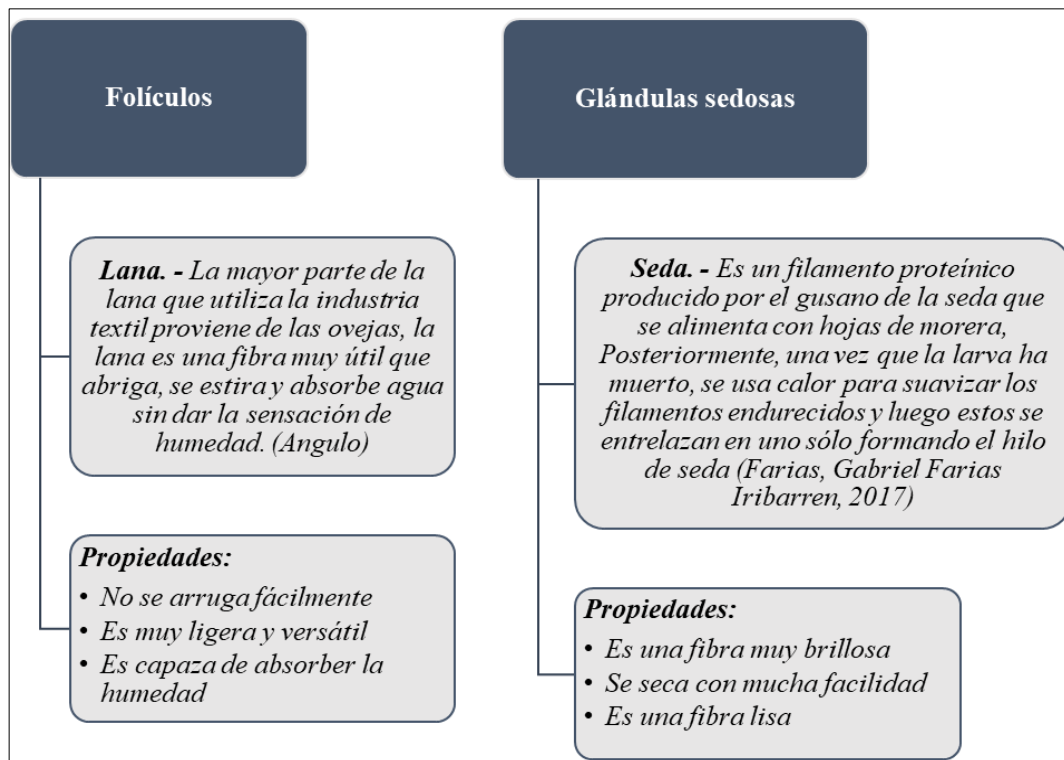 Folículos
Lana. - La mayor parte de la
lana que utiliza la industria
textil proviene de las ovejas, la
lana es una fibra muy útil que
abriga, se estira y absorbe agua
sin dar la sensación de
humedad. (Angulo)
Propiedades:
• No se arruga fácilmente
• Es muy ligera y versátil
• Es capaza de absorber la
humedad
Glándulas sedosas
Seda. - Es un filamento proteínico
producido por el gusano de la seda que
se alimenta con hojas de morera,
Posteriormente, una vez que la larva ha
muerto, se usa calor para suavizar los
filamentos endurecidos y luego estos se
entrelazan en uno sólo formando el hilo
de seda (Farias, Gabriel Farias
Iribarren, 2017)
Propiedades:
• Es una fibra muy brillosa
• Se seca con mucha facilidad
• Es una fibra lisa